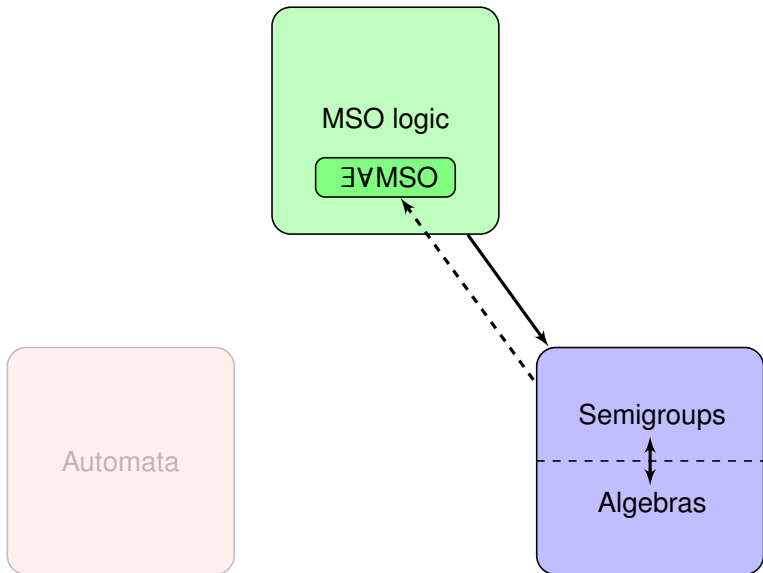 MSO logic
∃∀MSO
Semigroups
Automata
Algebras